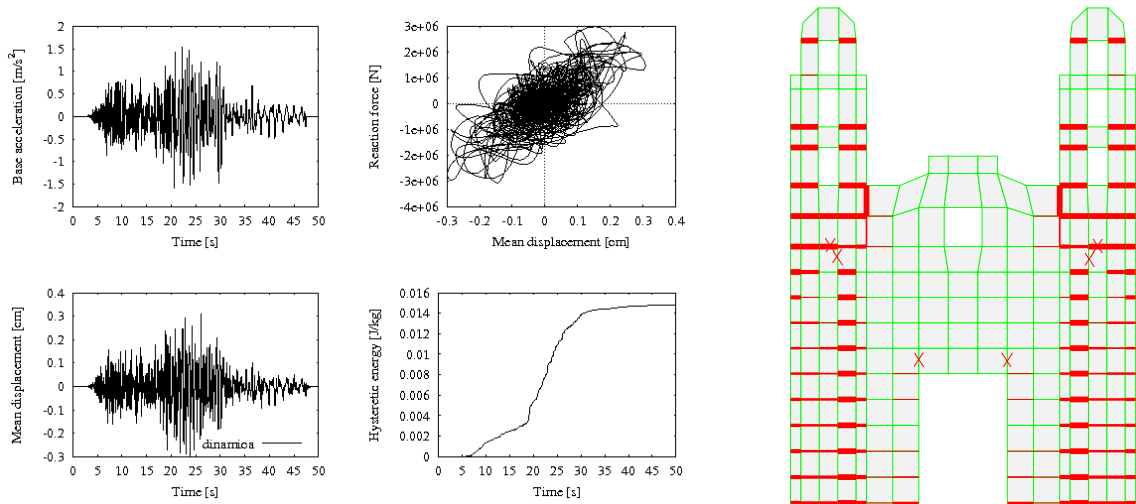 2
1.5
1
0.5
0
-0.5
-1
-1.5
-2
0 5 10 15 20 25 30 35 40 45 50
Time [s]
Base acceleration [m/s²]
3e+06
2e+06
1e+06
0
-1e+06
-2e+06
-3e+06
-4e+06
-0.3 -0.2 -0.1 0 0.1 0.2 0.3 0.4
Mean displacement [cm]
Reaction force [N]
0.4
0.3
0.2
0.1
0
-0.1
-0.2
-0.3
dinamica
0 5 10 15 20 25 30 35 40 45 50
Time [s]
Mean displacement [cm]
0.016
0.014
0.012
0.01
0.008
0.006
0.004
0.002
0
0 5 10 15 20 25 30 35 40 45 50
Time [s]
Hysteretic energy [J/kg]